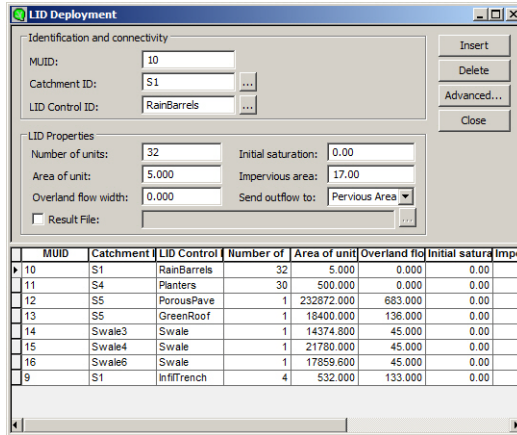 LID Deployment
Identification and connectivity
MUID: 10
Catchment ID: S1 ...
LID Control ID: RainBarrels ...
Insert
Delete
Advanced...
Close
LID Properties
Number of units: 32 Initial saturation: 0.00
Area of unit: 5.000 Impervious area: 17.00
Overland flow width: 0.000 Send outflow to: Pervious Area
Result File: ...
MUID Catchment I LID Control I Number of Area of unit Overland flo Initial satura Impe
10 S1 RainBarrels 32 5.000 0.000 0.00
11 S4 Planters 30 500.000 0.000 0.00
12 S5 PorousPave 1 232872.000 683.000 0.00
13 S5 GreenRoof 1 18400.000 136.000 0.00
14 Swale3 Swale 1 14374.800 45.000 0.00
15 Swale4 Swale 1 21780.000 45.000 0.00
16 Swale6 Swale 1 17859.600 45.000 0.00
9 S1 InfilTrench 4 532.000 133.000 0.00